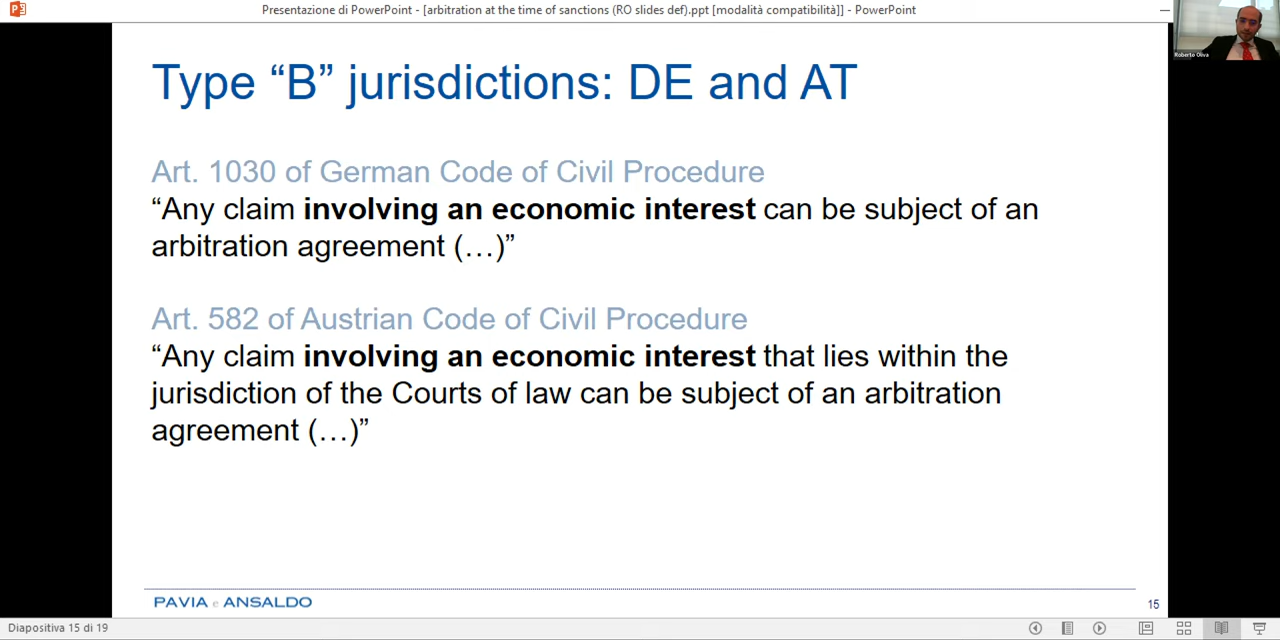 Presentazione di PowerPoint - [arbitration at the time of sanctions (RO slides def).ppt [modalità compatibilità]] - PowerPoint
Roberto Oliva
Type “B” jurisdictions: DE and AT
Art. 1030 of German Code of Civil Procedure
“Any claim involving an economic interest can be subject of an
arbitration agreement (…)”
Art. 582 of Austrian Code of Civil Procedure
“Any claim involving an economic interest that lies within the
jurisdiction of the Courts of law can be subject of an arbitration
agreement (…)”
PAVIA e ANSALDO
15
Diapositiva 15 di 19